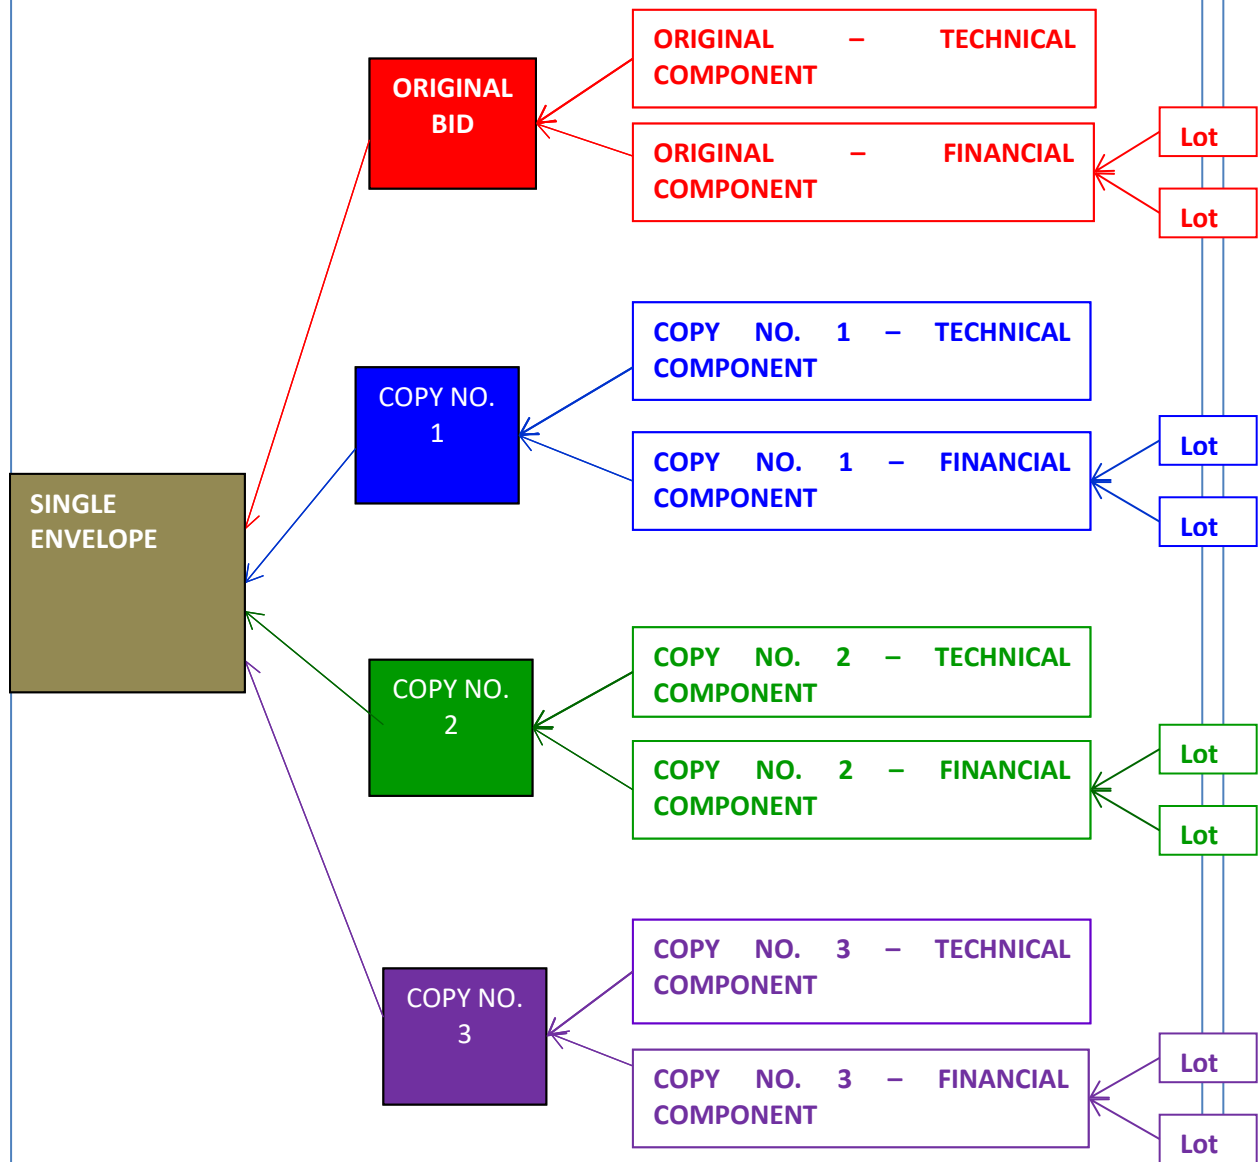 ORIGINAL – TECHNICAL
COMPONENT
ORIGINAL
BID
Lot
ORIGINAL – FINANCIAL
COMPONENT
Lot
COPY NO. 1 – TECHNICAL
COMPONENT
COPY NO.
1
Lot
COPY NO. 1 – FINANCIAL
COMPONENT
Lot
SINGLE
ENVELOPE
COPY NO. 2 – TECHNICAL
COMPONENT
COPY NO.
2
Lot
COPY NO. 2 – FINANCIAL
COMPONENT
Lot
COPY NO. 3 – TECHNICAL
COMPONENT
COPY NO.
3
Lot
COPY NO. 3 – FINANCIAL
COMPONENT
Lot